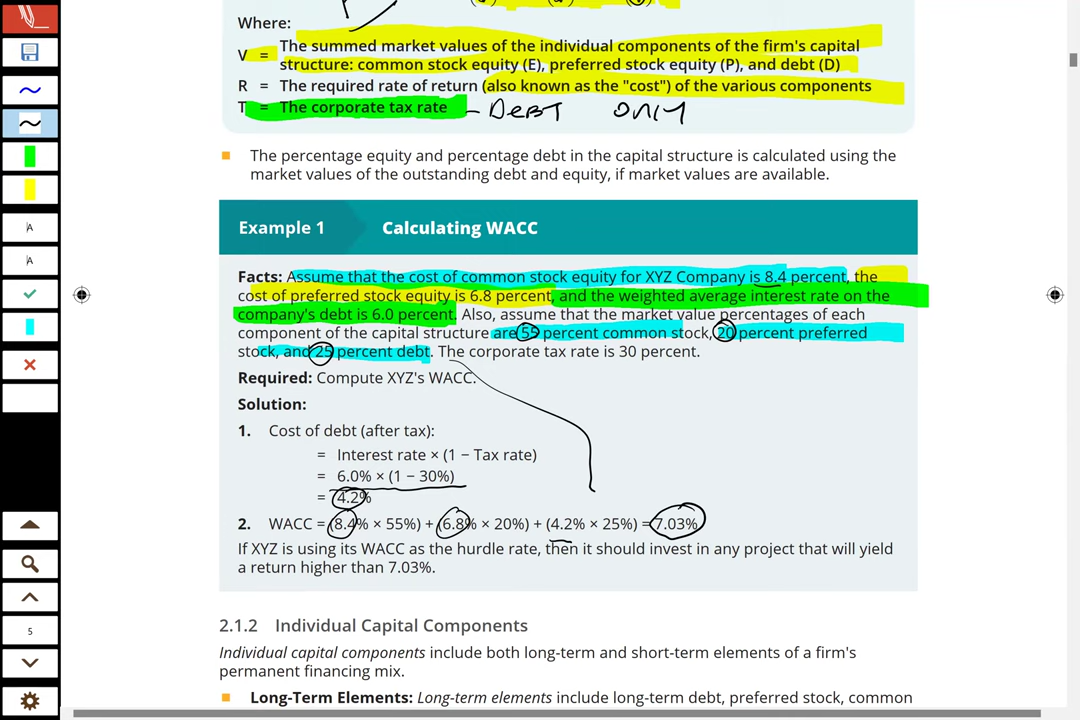 Where:
V = The summed market values of the individual components of the firm's capital
structure: common stock equity (E), preferred stock equity (P), and debt (D)
R = The required rate of return (also known as the "cost") of the various components
T = The corporate tax rate - DEBT ONLY
The percentage equity and percentage debt in the capital structure is calculated using the
market values of the outstanding debt and equity, if market values are available.
Example 1 Calculating WACC
Facts: Assume that the cost of common stock equity for XYZ Company is 8.4 percent, the
cost of preferred stock equity is 6.8 percent, and the weighted average interest rate on the
company's debt is 6.0 percent. Also, assume that the market value percentages of each
component of the capital structure are 55 percent common stock, 20 percent preferred
stock, and 25 percent debt. The corporate tax rate is 30 percent.
Required: Compute XYZ's WACC.
Solution:
1. Cost of debt (after tax):
= Interest rate × (1 − Tax rate)
= 6.0% × (1 − 30%)
= 4.2%
2. WACC = (8.4% × 55%) + (6.8% × 20%) + (4.2% × 25%) = 7.03%
If XYZ is using its WACC as the hurdle rate, then it should invest in any project that will yield
a return higher than 7.03%.
2.1.2 Individual Capital Components
Individual capital components include both long-term and short-term elements of a firm's
permanent financing mix.
Long-Term Elements: Long-term elements include long-term debt, preferred stock, common
A
A
5